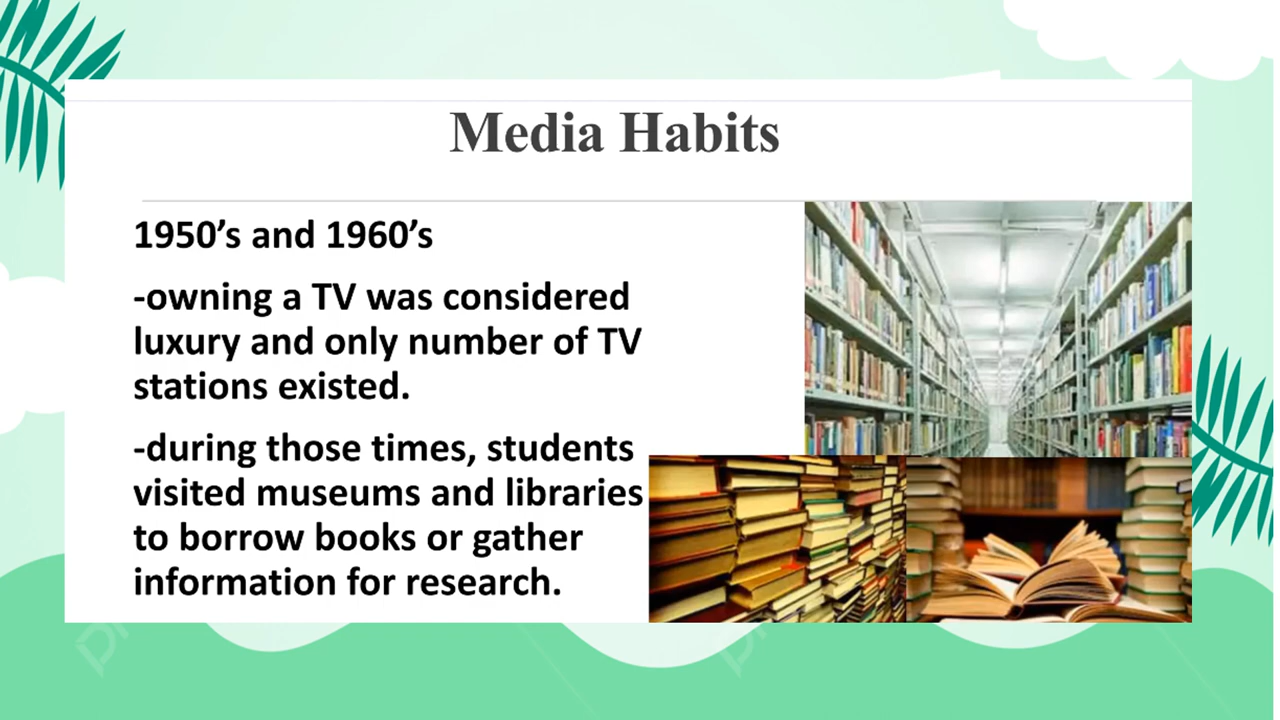 Media Habits
1950’s and 1960’s
-owning a TV was considered
luxury and only number of TV
stations existed.
-during those times, students
visited museums and libraries
to borrow books or gather
information for research.